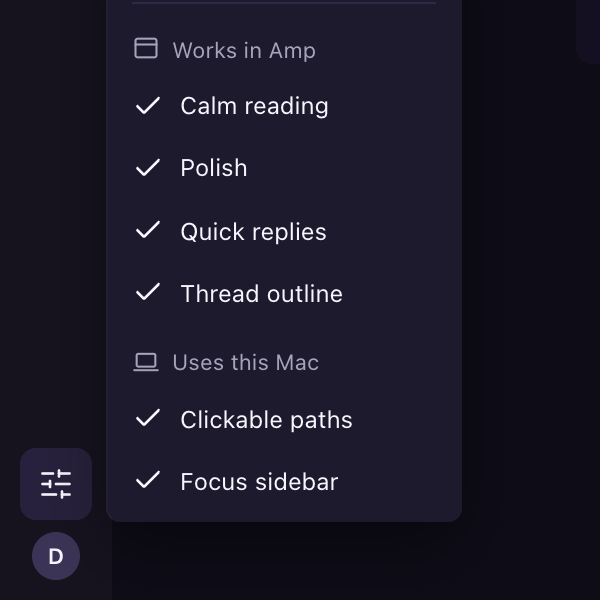 Works in Amp
Calm reading
Polish
Quick replies
Thread outline
Uses this Mac
Clickable paths
Focus sidebar
D